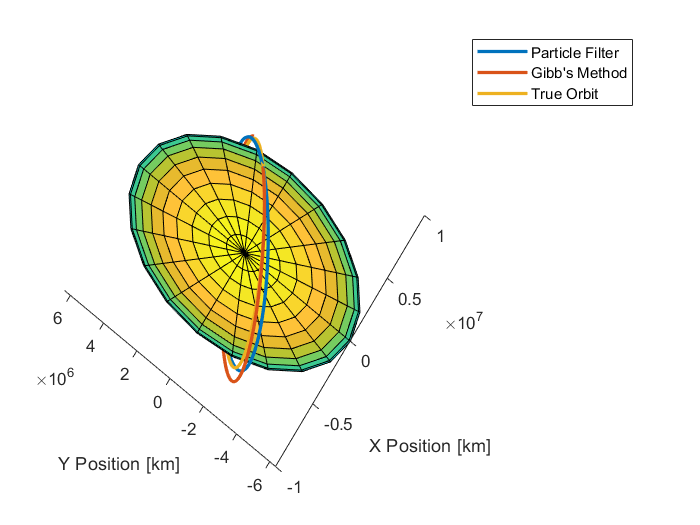 Particle Filter
Gibb's Method
True Orbit
1
0.5
×10^7
0
-0.5
-1
X Position [km]
6
4
2
0
-2
-4
-6
×10^6
Y Position [km]